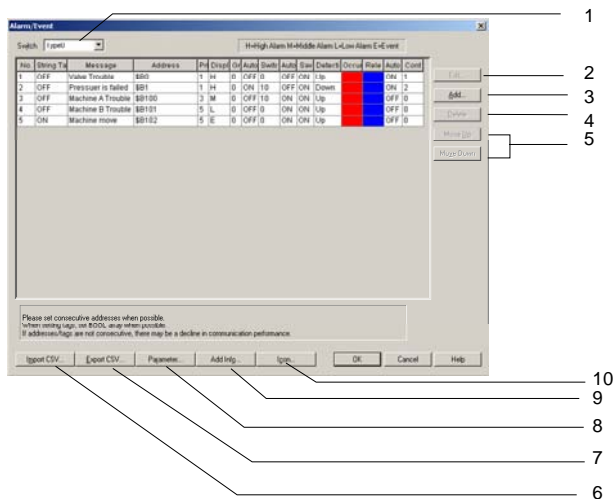 Alarm/Event
1
Switch type0
H=High Alarm M=Middle Alarm L=Low Alarm E=Event
No. String Ta Message Address Pri Displ Gr Auto Switc Auto Sav Detecti Occur Rele Auto Cont
1 OFF Valve Trouble $B0 1 H 0 OFF 0 OFF ON Up ON 1
2 OFF Pressuer is failed $B1 1 H 0 ON 10 OFF ON Down ON 2
3 OFF Machine A Trouble $B100 3 M 0 OFF 10 ON ON Up OFF 0
4 OFF Machine B Trouble $B101 5 L 0 OFF 0 ON ON Up OFF 0
5 ON Machine move $B102 5 E 0 OFF 0 ON ON Up OFF 0
Edit... 2
Add... 3
Delete 4
Move Up 5
Move Down
Please set consecutive addresses when possible.
When setting tags, set BOOL array when possible.
If addresses/tags are not consecutive, there may be a decline in communication performance.
Import CSV... Export CSV... Parameter... Add Info... Icon... OK Cancel Help
10
9
8
7
6